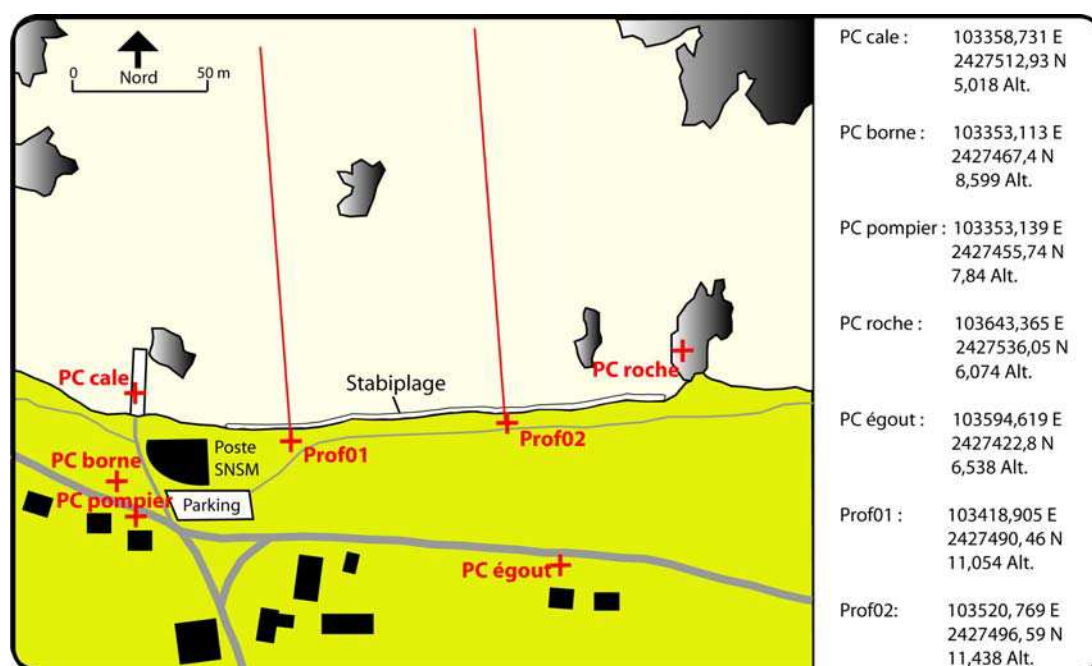 0 50 m
Nord
PC cale
Stabiplage
PC roche
Prof01
Prof02
Poste
SNSM
PC borne
PC pompier
Parking
PC égout
PC cale : 103358,731 E
2427512,93 N
5,018 Alt.
PC borne : 103353,113 E
2427467,4 N
8,599 Alt.
PC pompier : 103353,139 E
2427455,74 N
7,84 Alt.
PC roche : 103643,365 E
2427536,05 N
6,074 Alt.
PC égout : 103594,619 E
2427422,8 N
6,538 Alt.
Prof01 : 103418,905 E
2427490, 46 N
11,054 Alt.
Prof02: 103520, 769 E
2427496, 59 N
11,438 Alt.